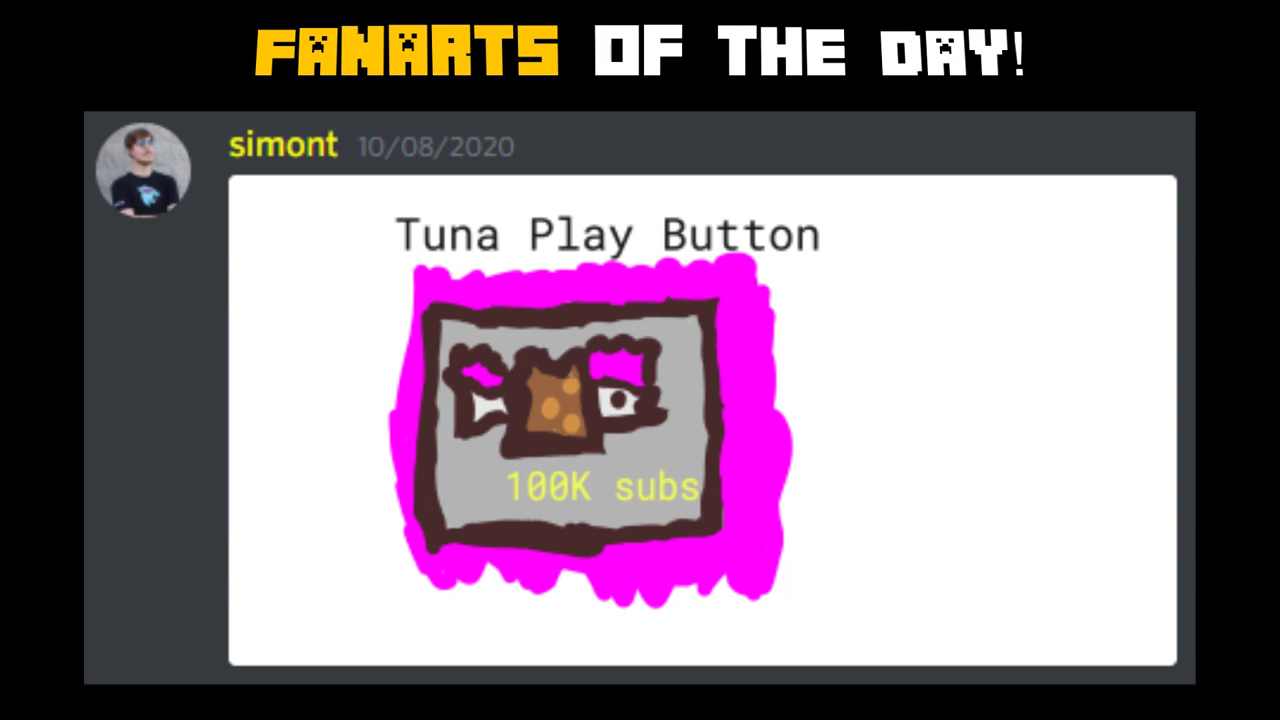 FANARTS OF THE DAY!
simont 10/08/2020
Tuna Play Button
100K subs